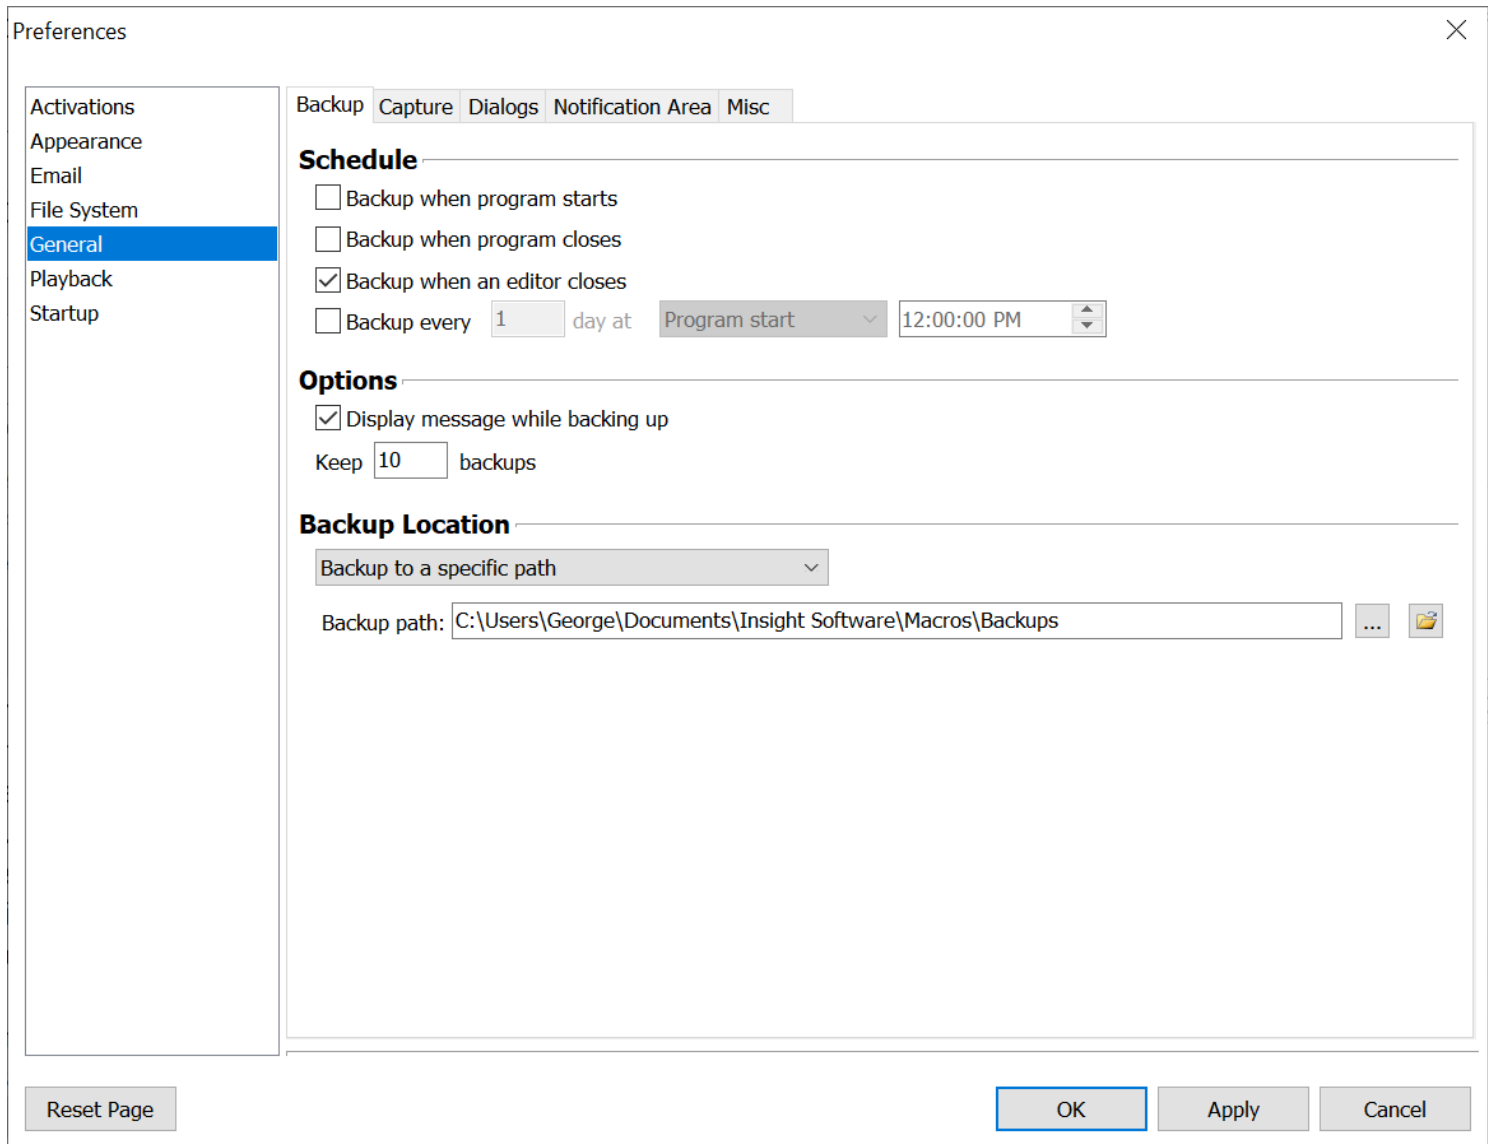 Preferences
Activations
Appearance
Email
File System
General
Playback
Startup
Backup Capture Dialogs Notification Area Misc
Schedule
Backup when program starts
Backup when program closes
Backup when an editor closes
Backup every 1 day at Program start 12:00:00 PM
Options
Display message while backing up
Keep 10 backups
Backup Location
Backup to a specific path
Backup path: C:\Users\George\Documents\Insight Software\Macros\Backups ...
Reset Page OK Apply Cancel